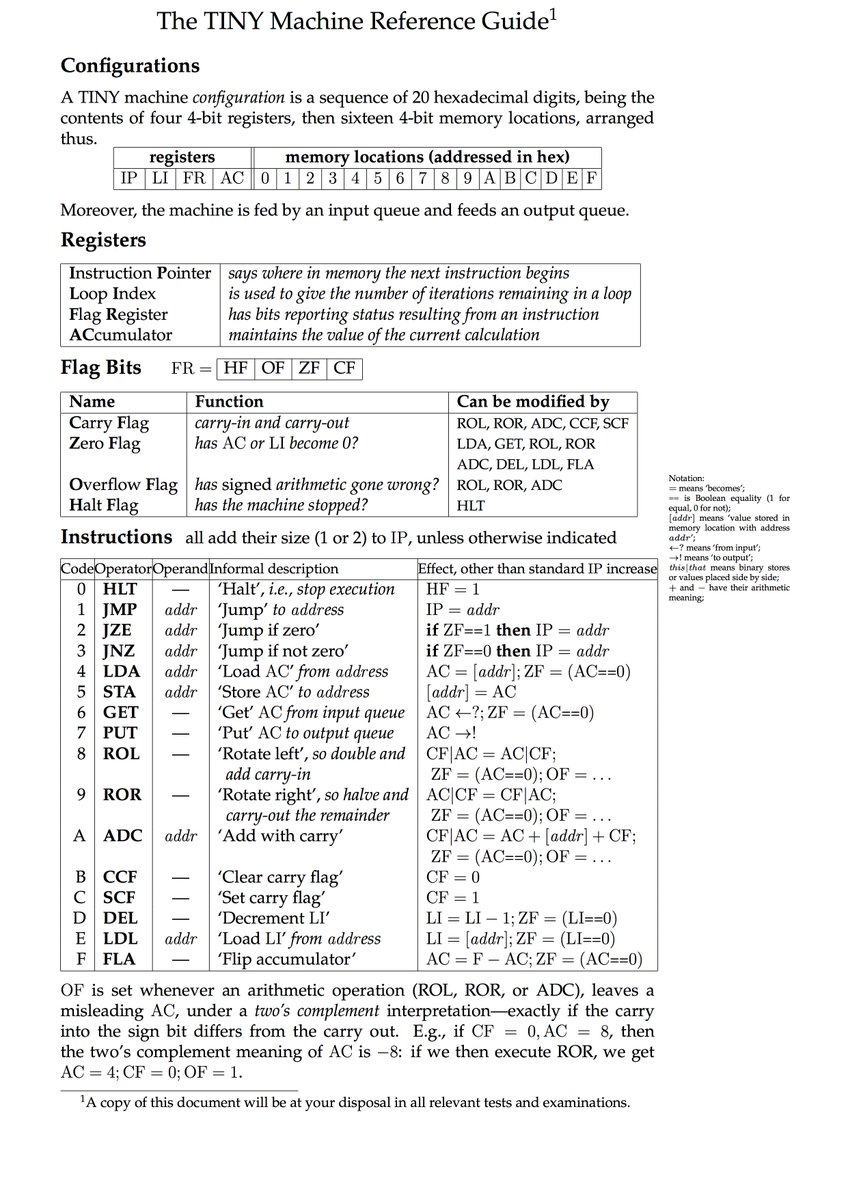 The TINY Machine Reference Guide¹
Configurations
A TINY machine configuration is a sequence of 20 hexadecimal digits, being the
contents of four 4-bit registers, then sixteen 4-bit memory locations, arranged
thus.
registers memory locations (addressed in hex)
IP LI FR AC 0 1 2 3 4 5 6 7 8 9 A B C D E F
Moreover, the machine is fed by an input queue and feeds an output queue.
Registers
Instruction Pointer says where in memory the next instruction begins
Loop Index is used to give the number of iterations remaining in a loop
Flag Register has bits reporting status resulting from an instruction
ACcumulator maintains the value of the current calculation
Flag Bits FR = HF OF ZF CF
Name Function Can be modified by
Carry Flag carry-in and carry-out ROL, ROR, ADC, CCF, SCF
Zero Flag has AC or LI become 0? LDA, GET, ROL, ROR
ADC, DEL, LDL, FLA
Overflow Flag has signed arithmetic gone wrong? ROL, ROR, ADC
Halt Flag has the machine stopped? HLT
Notation:
= means 'becomes';
== is Boolean equality (1 for
equal, 0 for not);
[addr] means 'value stored in
memory location with address
addr';
←? means 'from input';
→! means 'to output';
this|that means binary stores
or values placed side by side;
+ and − have their arithmetic
meaning;
Instructions all add their size (1 or 2) to IP, unless otherwise indicated
Code Operator Operand Informal description Effect, other than standard IP increase
0 HLT — 'Halt', i.e., stop execution HF = 1
1 JMP addr 'Jump' to address IP = addr
2 JZE addr 'Jump if zero' if ZF==1 then IP = addr
3 JNZ addr 'Jump if not zero' if ZF==0 then IP = addr
4 LDA addr 'Load AC' from address AC = [addr]; ZF = (AC==0)
5 STA addr 'Store AC' to address [addr] = AC
6 GET — 'Get' AC from input queue AC ←?; ZF = (AC==0)
7 PUT — 'Put' AC to output queue AC →!
8 ROL — 'Rotate left', so double and CF|AC = AC|CF;
add carry-in ZF = (AC==0); OF = ...
9 ROR — 'Rotate right', so halve and AC|CF = CF|AC;
carry-out the remainder ZF = (AC==0); OF = ...
A ADC addr 'Add with carry' CF|AC = AC + [addr] + CF;
ZF = (AC==0); OF = ...
B CCF — 'Clear carry flag' CF = 0
C SCF — 'Set carry flag' CF = 1
D DEL — 'Decrement LI' LI = LI − 1; ZF = (LI==0)
E LDL addr 'Load LI' from address LI = [addr]; ZF = (LI==0)
F FLA — 'Flip accumulator' AC = F − AC; ZF = (AC==0)
OF is set whenever an arithmetic operation (ROL, ROR, or ADC), leaves a
misleading AC, under a two's complement interpretation—exactly if the carry
into the sign bit differs from the carry out. E.g., if CF = 0, AC = 8, then
the two's complement meaning of AC is −8: if we then execute ROR, we get
AC = 4; CF = 0; OF = 1.
¹A copy of this document will be at your disposal in all relevant tests and examinations.